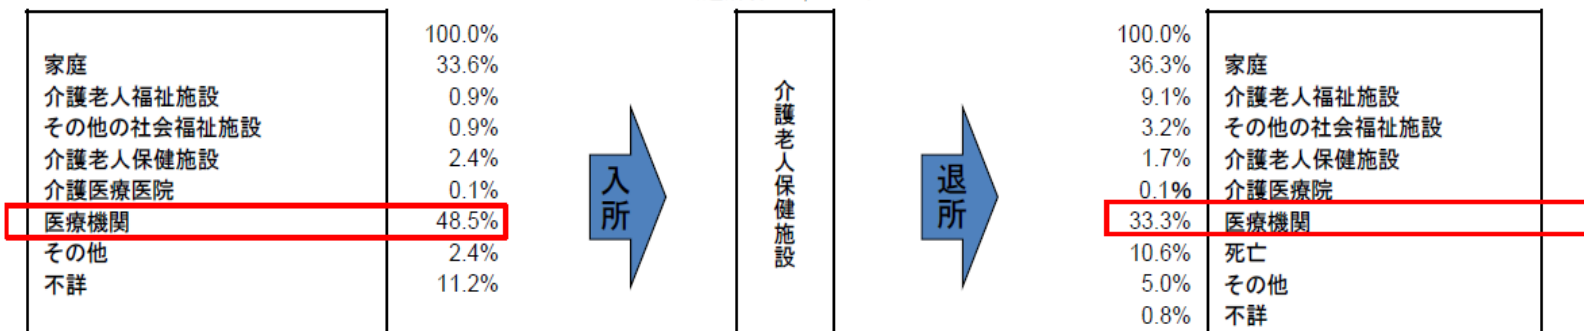 100.0%
家庭 33.6%
介護老人福祉施設 0.9%
その他の社会福祉施設 0.9%
介護老人保健施設 2.4%
介護医療医院 0.1%
医療機関 48.5%
その他 2.4%
不詳 11.2%
入所
介護老人保健施設
退所
100.0%
36.3% 家庭
9.1% 介護老人福祉施設
3.2% その他の社会福祉施設
1.7% 介護老人保健施設
0.1% 介護医療院
33.3% 医療機関
10.6% 死亡
5.0% その他
0.8% 不詳